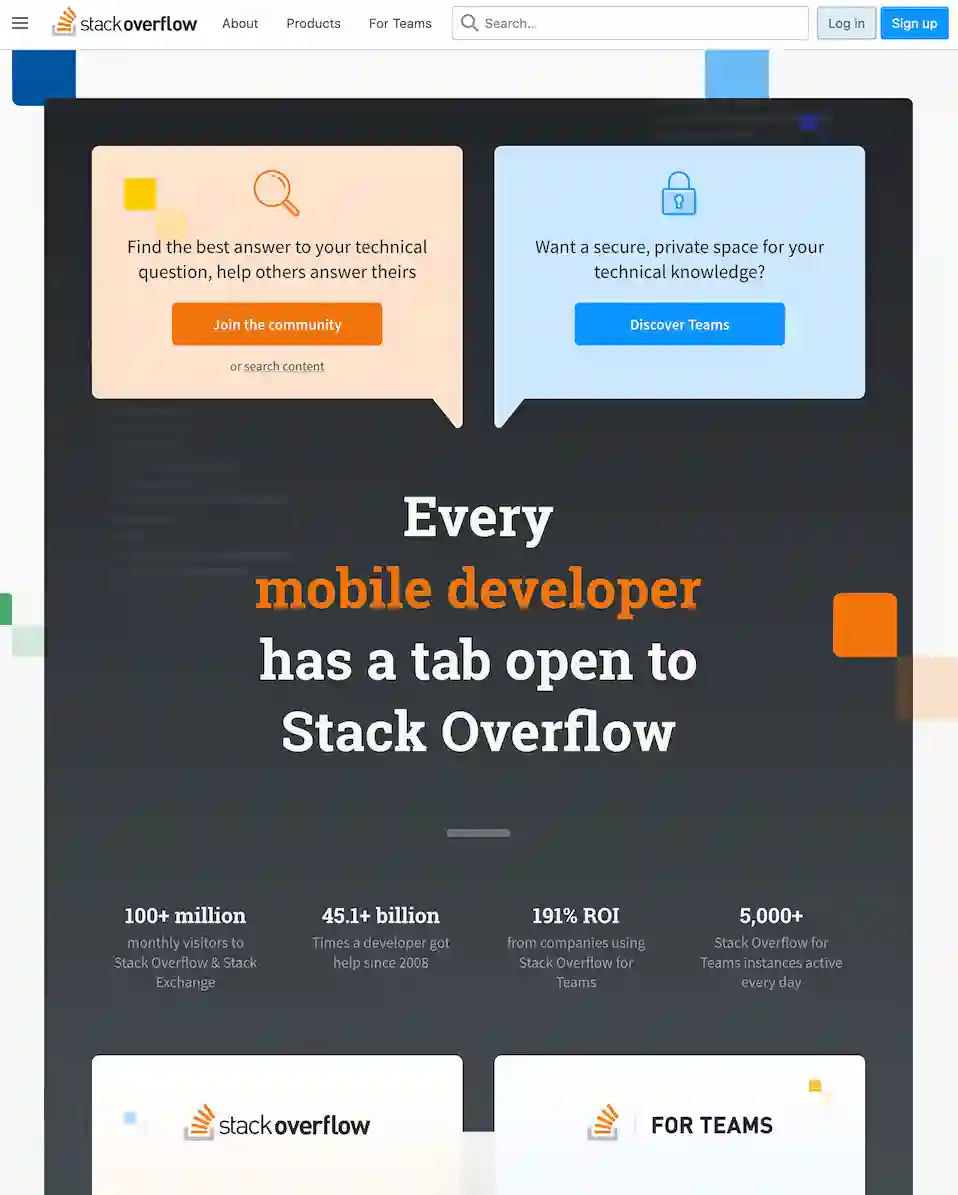 stackoverflow About Products For Teams Search... Log in Sign up
Find the best answer to your technical
question, help others answer theirs
Join the community
or search content
Want a secure, private space for your
technical knowledge?
Discover Teams
Every
mobile developer
has a tab open to
Stack Overflow
100+ million
monthly visitors to
Stack Overflow & Stack
Exchange
45.1+ billion
Times a developer got
help since 2008
191% ROI
from companies using
Stack Overflow for
Teams
5,000+
Stack Overflow for
Teams instances active
every day
stackoverflow
FOR TEAMS